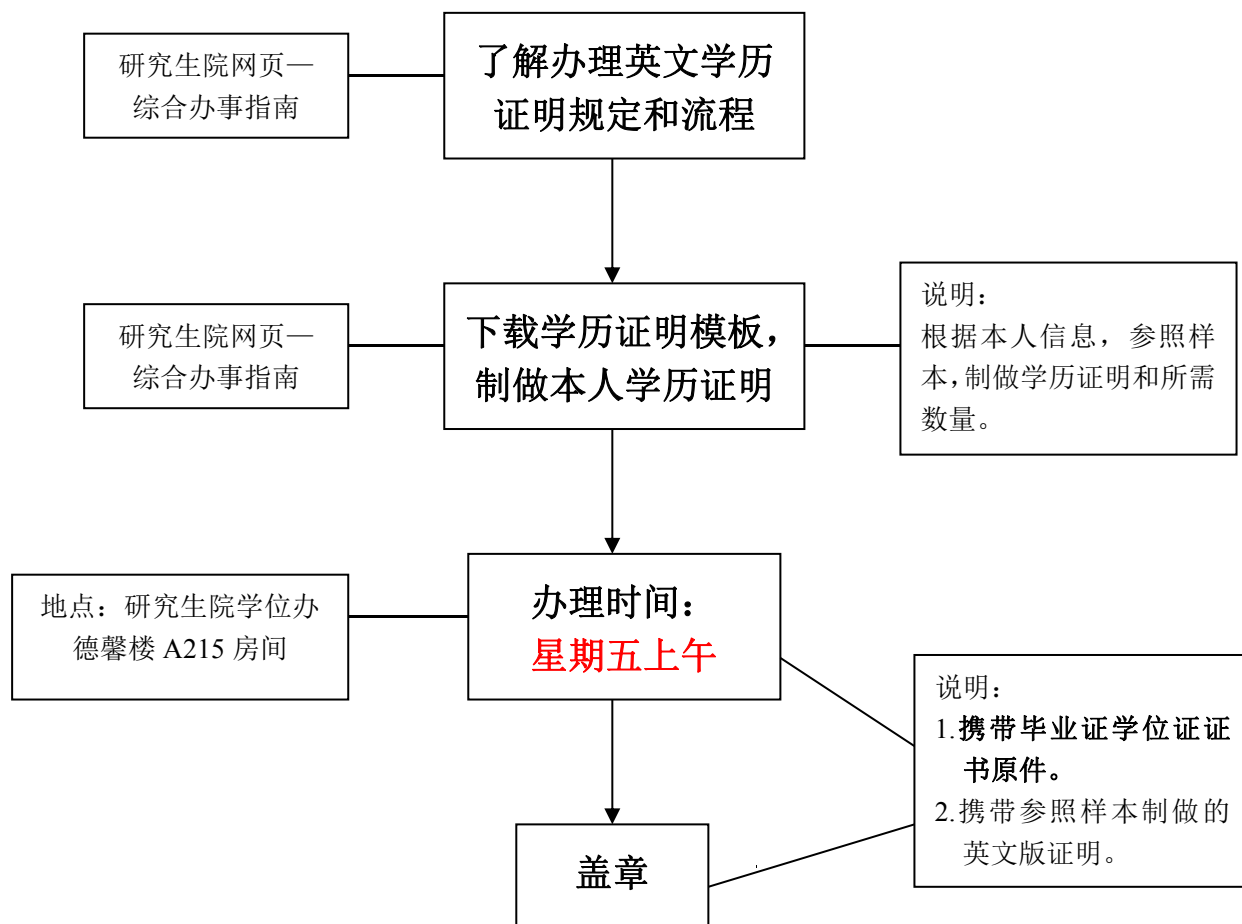 研究生院网页—
综合办事指南
了解办理英文学历
证明规定和流程
研究生院网页—
综合办事指南
下载学历证明模板，
制做本人学历证明
说明：
根据本人信息，参照样
本，制做学历证明和所需
数量。
地点：研究生院学位办
德馨楼 A215 房间
办理时间：
星期五上午
说明：
1.携带毕业证学位证证
书原件。
2.携带参照样本制做的
英文版证明。
盖章